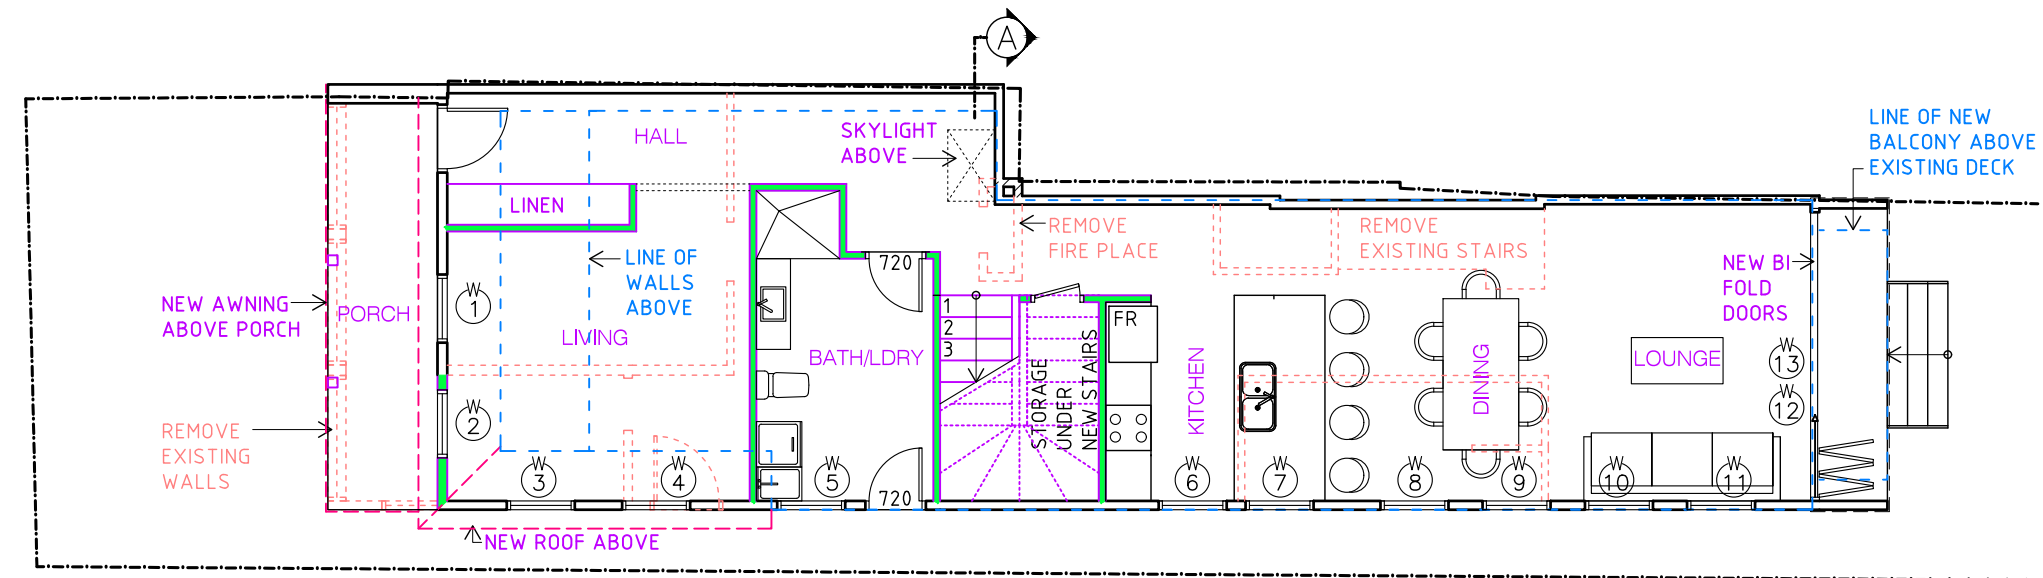 A
HALL
SKYLIGHT
ABOVE
LINE OF NEW
BALCONY ABOVE
EXISTING DECK
LINEN
REMOVE
FIRE PLACE
REMOVE
EXISTING STAIRS
LINE OF
WALLS
ABOVE
720
NEW BI
FOLD
DOORS
NEW AWNING
ABOVE PORCH
PORCH
W
1
LIVING
BATH/LDRY
1
2
3
FR
STORAGE
UNDER
NEW STAIRS
KITCHEN
DINING
LOUNGE
W
13
W
12
W
2
REMOVE
EXISTING
WALLS
W
3
W
4
W
5
720
W
6
W
7
W
8
W
9
W
10
W
11
NEW ROOF ABOVE